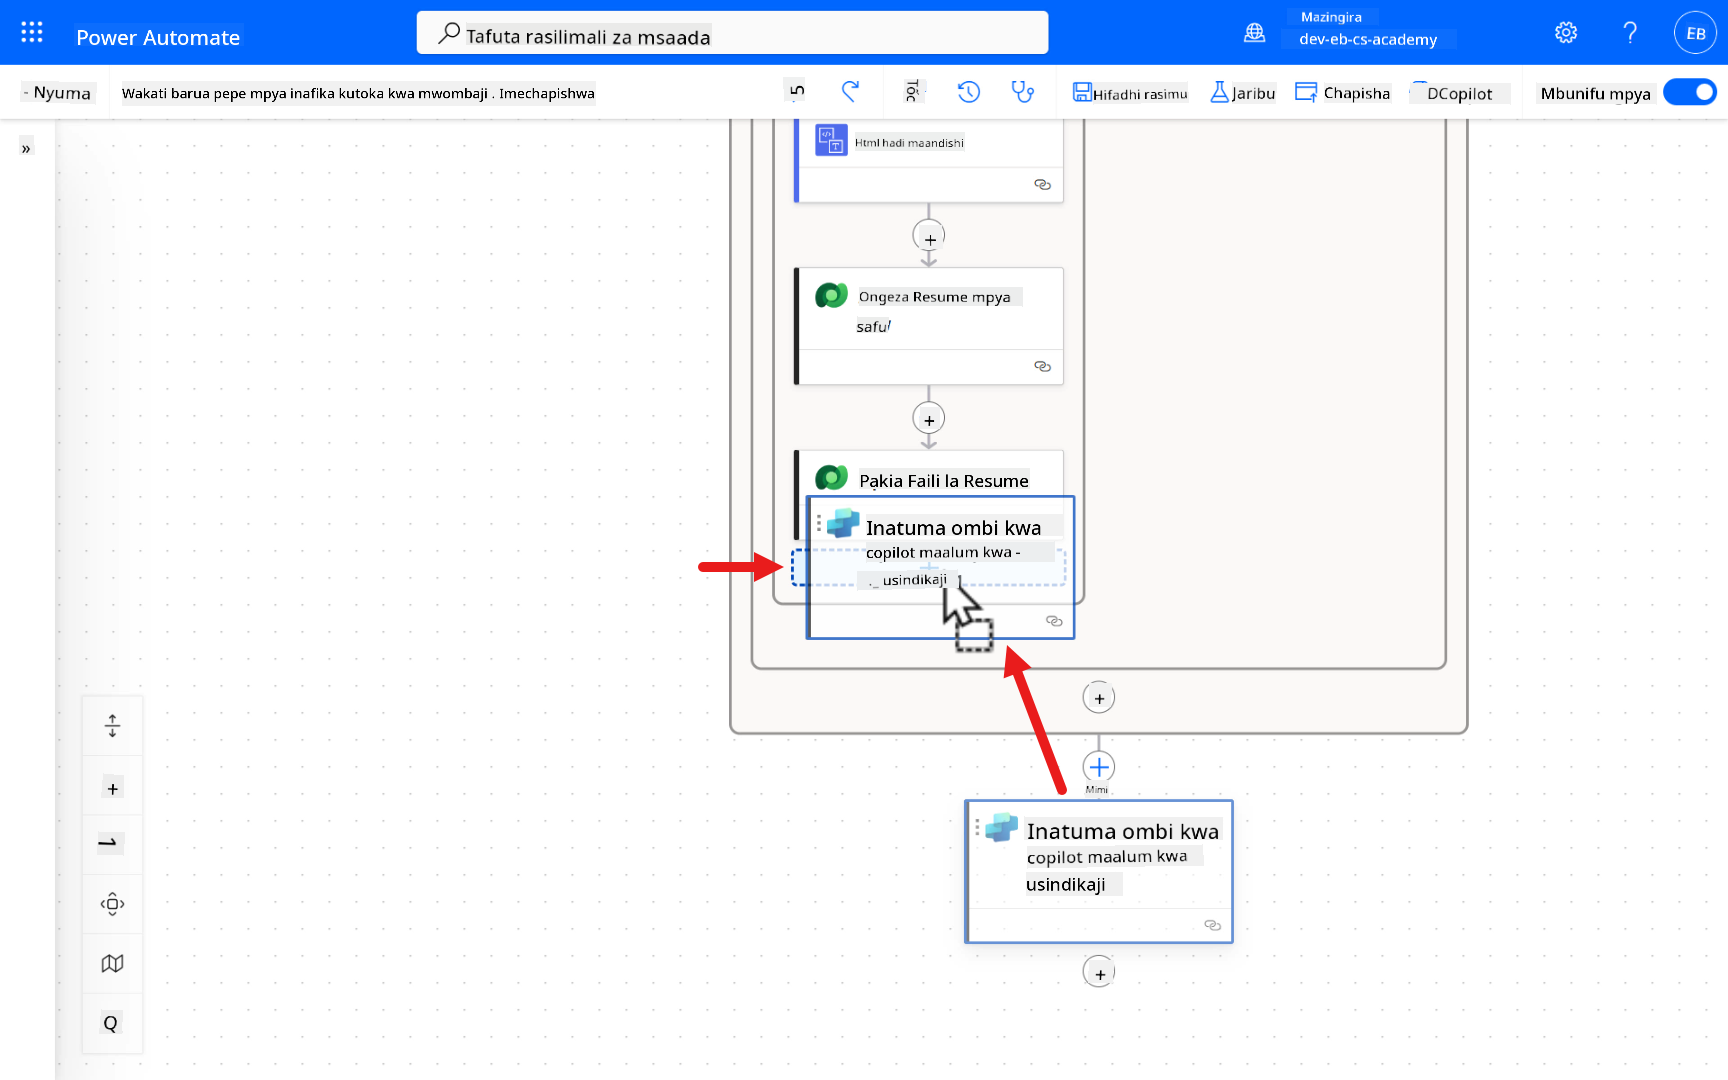 Power Automate
Tafuta rasilimali za msaada
Mazingira
dev-eb-cs-academy
EB
- Nyuma
Wakati barua pepe mpya inafika kutoka kwa mwombaji . Imechapishwa
Hifadhi rasimu
Jaribu
Chapisha
DCopilot
Mbunifu mpya
»
Html hadi maandishi
Ongeza Resume mpya
safu
Pakia Faili la Resume
Inatuma ombi kwa
copilot maalum kwa -
usindikaji
Mimi
Inatuma ombi kwa
copilot maalum kwa
usindikaji
Q